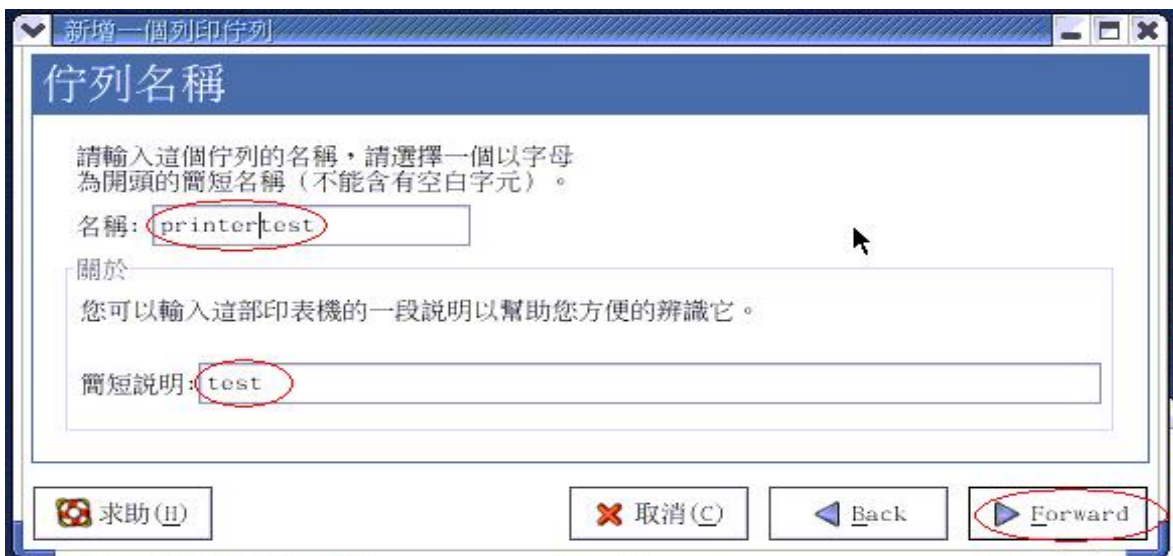 新增一個列印佇列
佇列名稱
請輸入這個佇列的名稱，請選擇一個以字母
為開頭的簡短名稱（不能含有空白字元）。
名稱: printertest
關於
您可以輸入這部印表機的一段説明以幫助您方便的辨識它。
簡短説明: test
求助(H) 取消(C) Back Forward